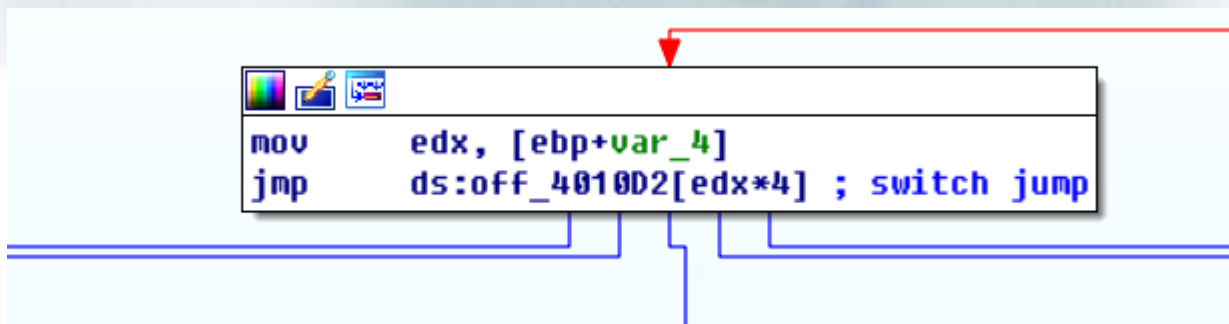 mov edx, [ebp+var_4]
jmp ds:off_4010D2[edx*4] ; switch jump